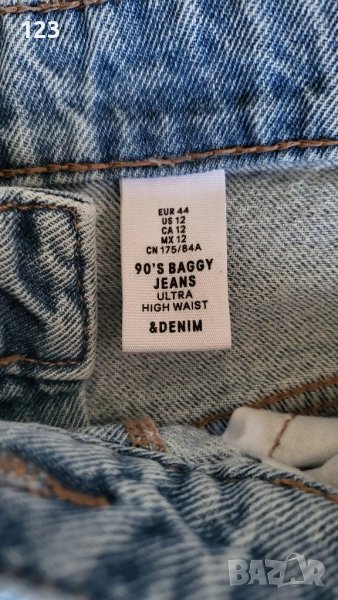 123
EUR 44
US 12
CA 12
MX 12
CN 175/84A
90'S BAGGY
JEANS
ULTRA
HIGH WAIST
&DENIM
BAZAR